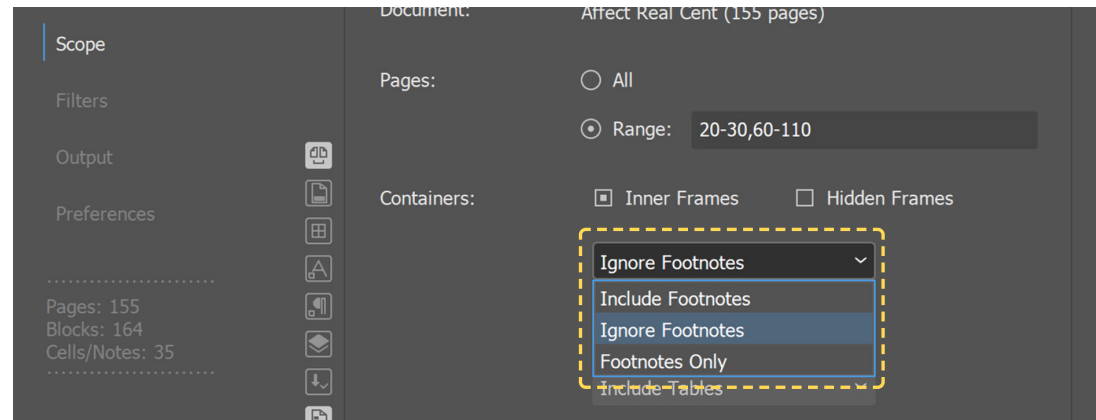 Document: Affect Real Cent (155 pages)
Scope
Pages: All
Filters
Range: 20-30,60-110
Output
Containers: Inner Frames Hidden Frames
Preferences
Ignore Footnotes
Include Footnotes
Pages: 155
Ignore Footnotes
Blocks: 164
Cells/Notes: 35
Footnotes Only
Include Tables